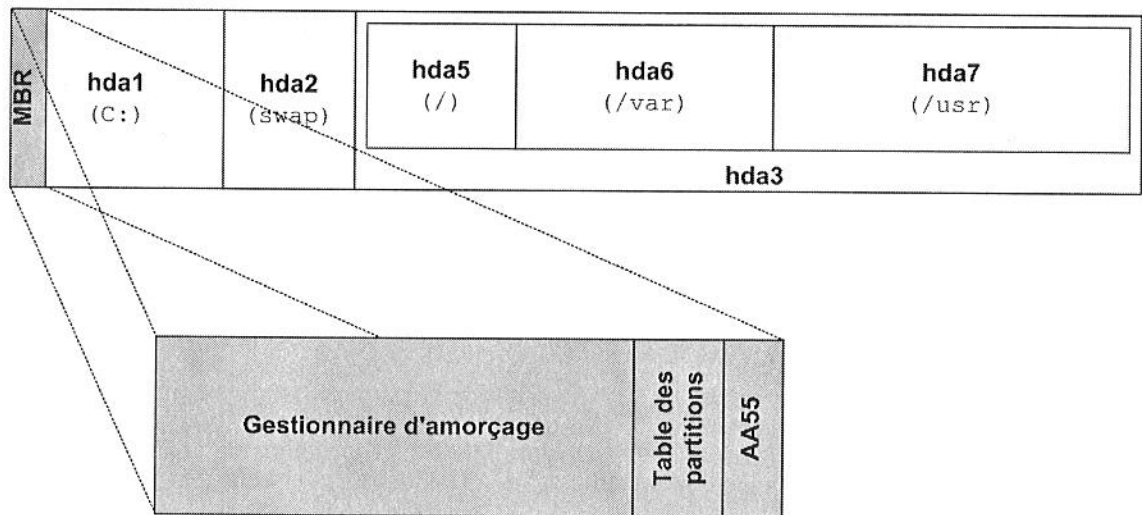 MBR
hda1
(C:)
hda2
(swap)
hda5
(/)
hda6
(/var)
hda7
(/usr)
hda3
Gestionnaire d'amorçage
Table des
partitions
AA55